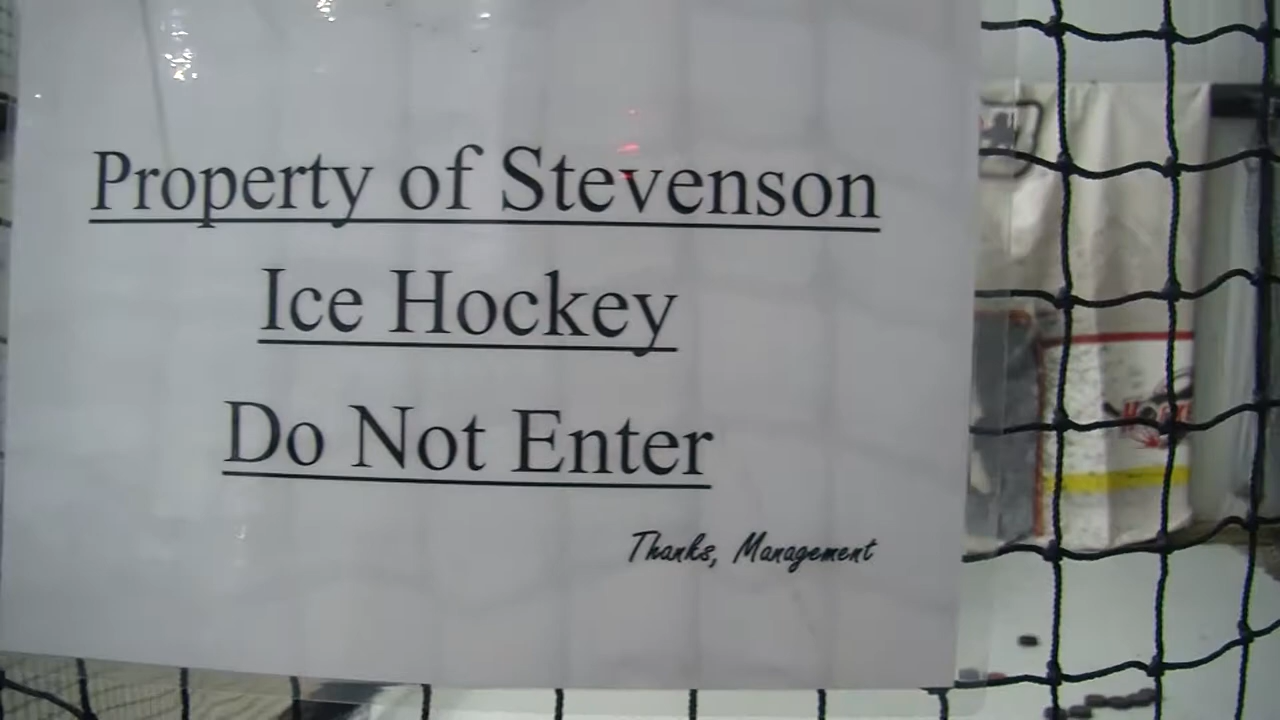 Property of Stevenson
Ice Hockey
Do Not Enter
Thanks, Management